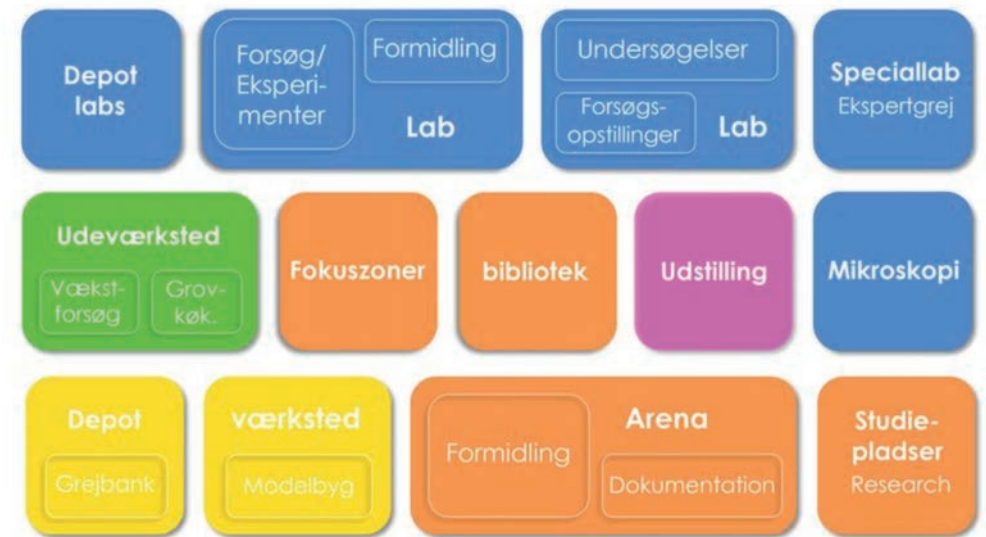 Depot
labs
Forsøg/
Eksperi-
menter
Formidling
Lab
Undersøgelser
Forsøgs-
opstillinger
Lab
Speciallab
Ekspertgrej
Udeværksted
Vækst-
forsøg
Grov-
køk.
Fokuszoner
bibliotek
Udstilling
Mikroskopi
Depot
Grejbank
værksted
Modelbyg
Arena
Formidling
Dokumentation
Studie-
pladser
Research